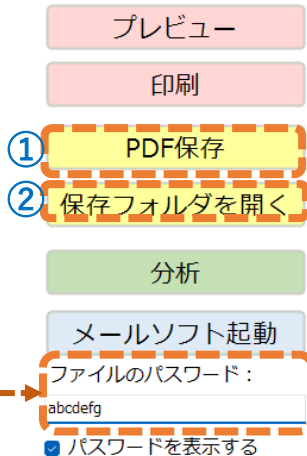 プレビュー
印刷
① PDF保存
② 保存フォルダを開く
分析
メールソフト起動
ファイルのパスワード：
abcdefg
パスワードを表示する